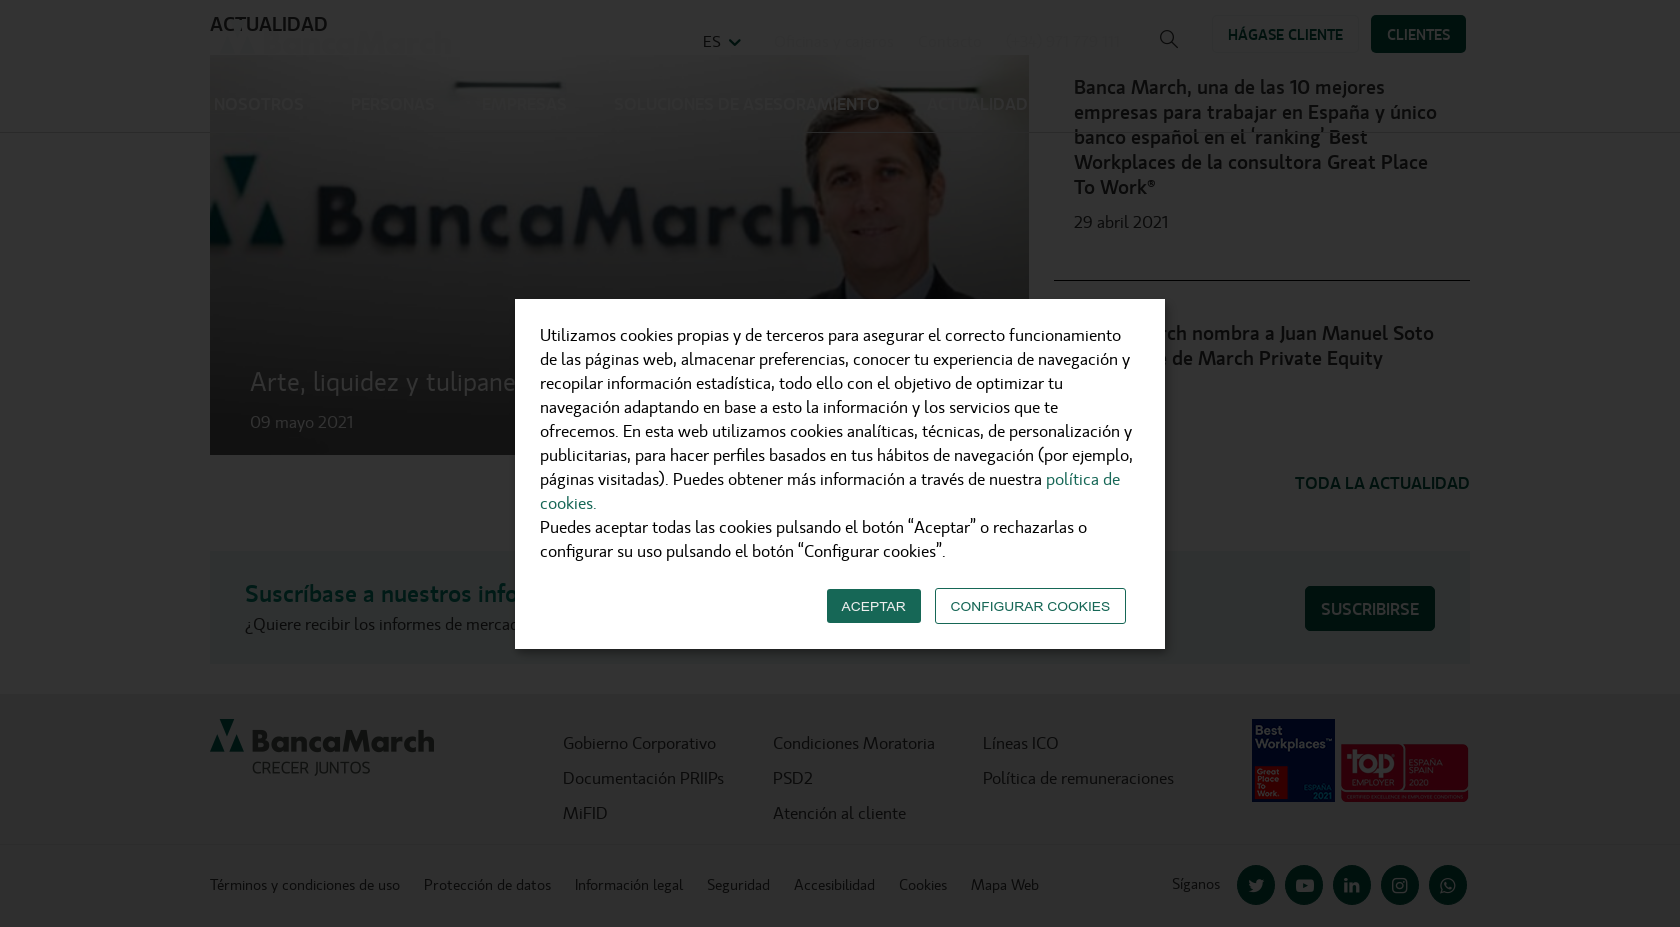 ACTUALIDAD
ES
HÁGASE CLIENTE
CLIENTES
NOSOTROS
PERSONAS
EMPRESAS
SOLUCIONES DE ASESORAMIENTO
ACTUALIDAD
BancaMarch
Arte, liquidez y tulipane
09 mayo 2021
Banca March, una de las 10 mejores
empresas para trabajar en España y único
banco español en el 'ranking' Best
Workplaces de la consultora Great Place
To Work®
29 abril 2021
ch nombra a Juan Manuel Soto
de March Private Equity
TODA LA ACTUALIDAD
Utilizamos cookies propias y de terceros para asegurar el correcto funcionamiento
de las páginas web, almacenar preferencias, conocer tu experiencia de navegación y
recopilar información estadística, todo ello con el objetivo de optimizar tu
navegación adaptando en base a esto la información y los servicios que te
ofrecemos. En esta web utilizamos cookies analíticas, técnicas, de personalización y
publicitarias, para hacer perfiles basados en tus hábitos de navegación (por ejemplo,
páginas visitadas). Puedes obtener más información a través de nuestra política de
cookies.
Puedes aceptar todas las cookies pulsando el botón “Aceptar” o rechazarlas o
configurar su uso pulsando el botón “Configurar cookies”.
ACEPTAR
CONFIGURAR COOKIES
Suscríbase a nuestros info
¿Quiere recibir los informes de mercad
SUSCRIBIRSE
BancaMarch
CRECER JUNTOS
Gobierno Corporativo
Documentación PRIIPs
MiFID
Condiciones Moratoria
PSD2
Atención al cliente
Líneas ICO
Política de remuneraciones
Best
Workplaces™
Great
Place
To
Work.
ESPAÑA
2021
top
EMPLOYER
ESPAÑA
SPAIN
2020
Términos y condiciones de uso
Protección de datos
Información legal
Seguridad
Accesibilidad
Cookies
Mapa Web
Síganos